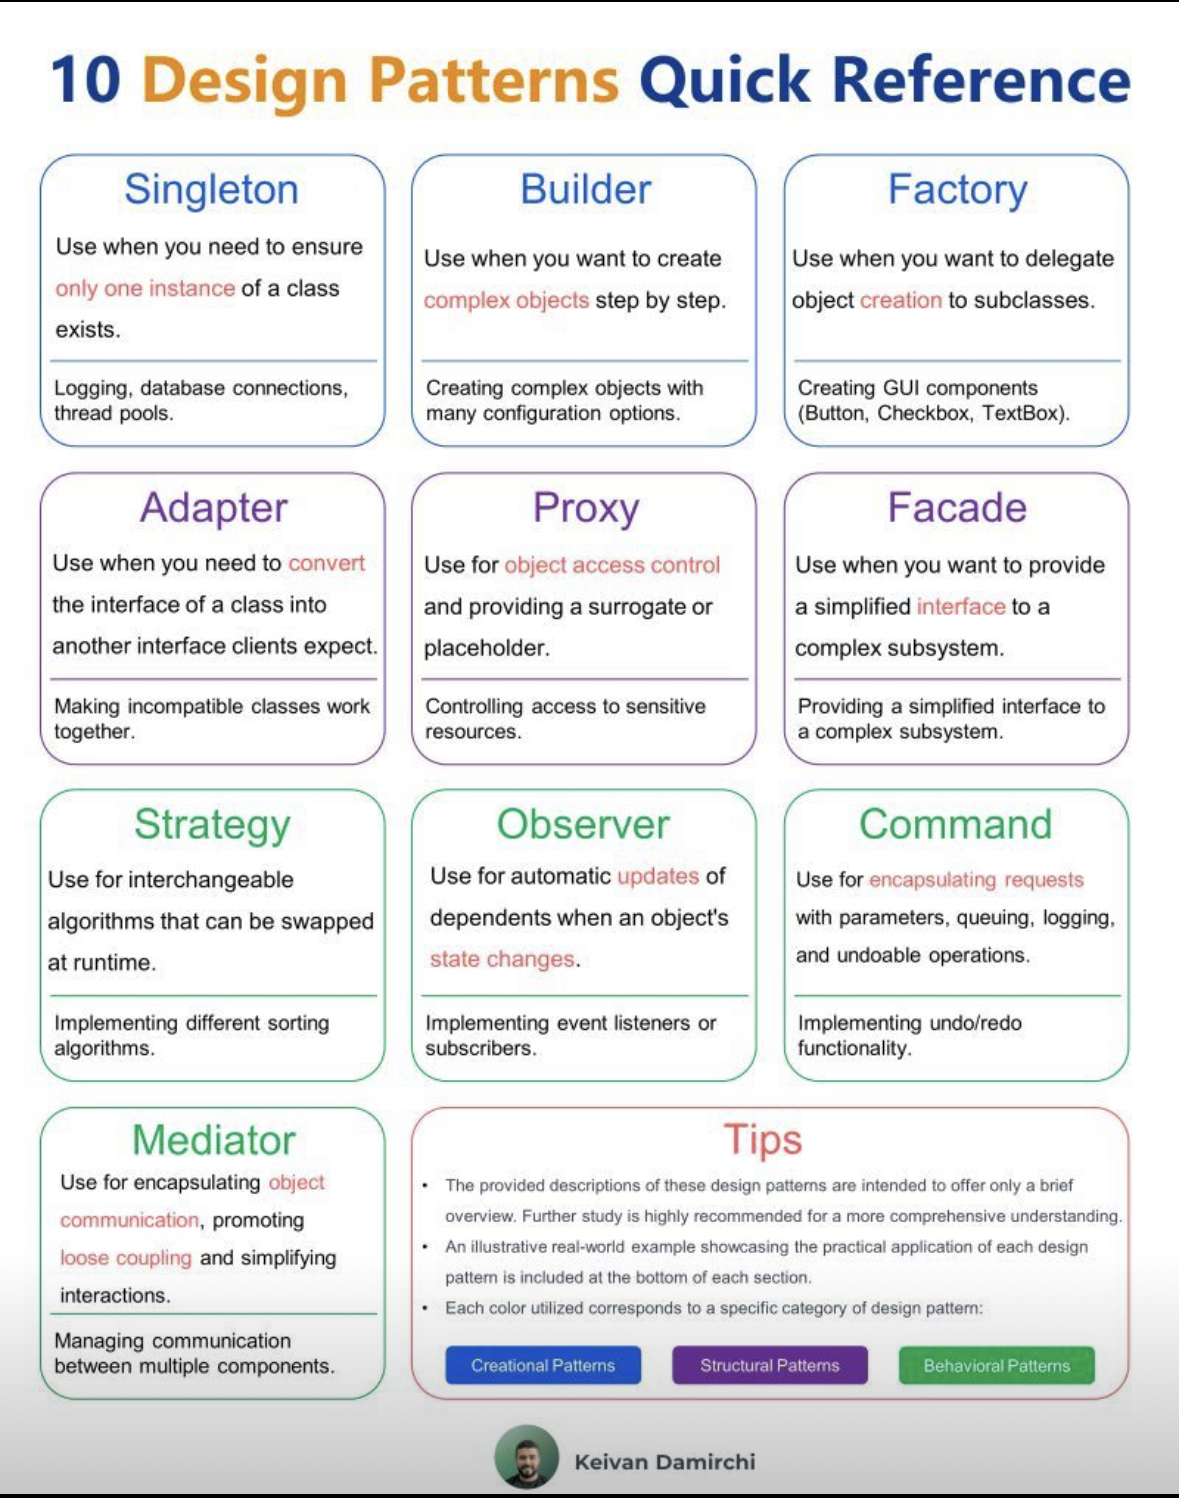 10 Design Patterns Quick Reference
Singleton
Use when you need to ensure
only one instance of a class
exists.
Logging, database connections,
thread pools.
Builder
Use when you want to create
complex objects step by step.
Creating complex objects with
many configuration options.
Factory
Use when you want to delegate
object creation to subclasses.
Creating GUI components
(Button, Checkbox, TextBox).
Adapter
Use when you need to convert
the interface of a class into
another interface clients expect.
Making incompatible classes work
together.
Proxy
Use for object access control
and providing a surrogate or
placeholder.
Controlling access to sensitive
resources.
Facade
Use when you want to provide
a simplified interface to a
complex subsystem.
Providing a simplified interface to
a complex subsystem.
Strategy
Use for interchangeable
algorithms that can be swapped
at runtime.
Implementing different sorting
algorithms.
Observer
Use for automatic updates of
dependents when an object's
state changes.
Implementing event listeners or
subscribers.
Command
Use for encapsulating requests
with parameters, queuing, logging,
and undoable operations.
Implementing undo/redo
functionality.
Mediator
Use for encapsulating object
communication, promoting
loose coupling and simplifying
interactions.
Managing communication
between multiple components.
Tips
• The provided descriptions of these design patterns are intended to offer only a brief
overview. Further study is highly recommended for a more comprehensive understanding.
• An illustrative real-world example showcasing the practical application of each design
pattern is included at the bottom of each section.
• Each color utilized corresponds to a specific category of design pattern:
Creational Patterns
Structural Patterns
Behavioral Patterns
Keivan Damirchi